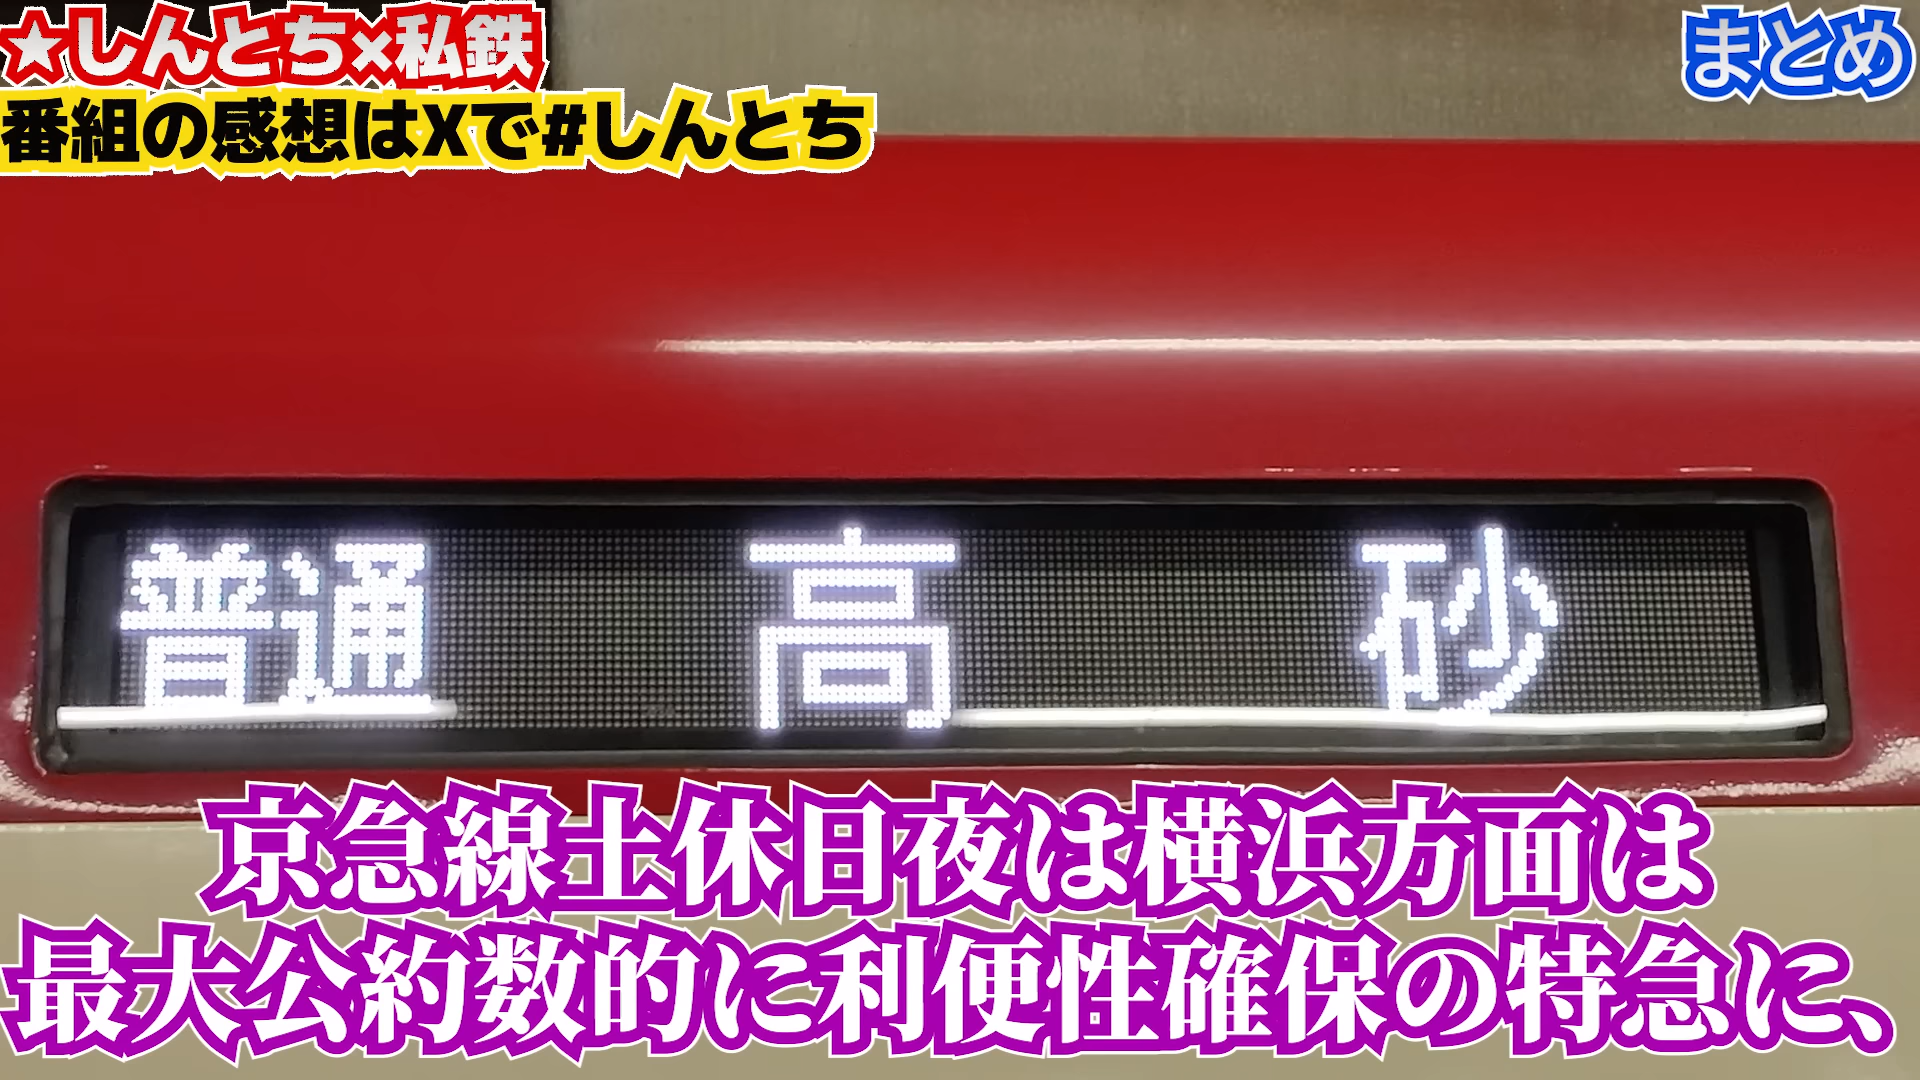 ★しんとち×私鉄
まとめ
番組の感想はXで#しんとち
普通 高砂
京急線土休日夜は横浜方面は
最大公約数的に利便性確保の特急に、